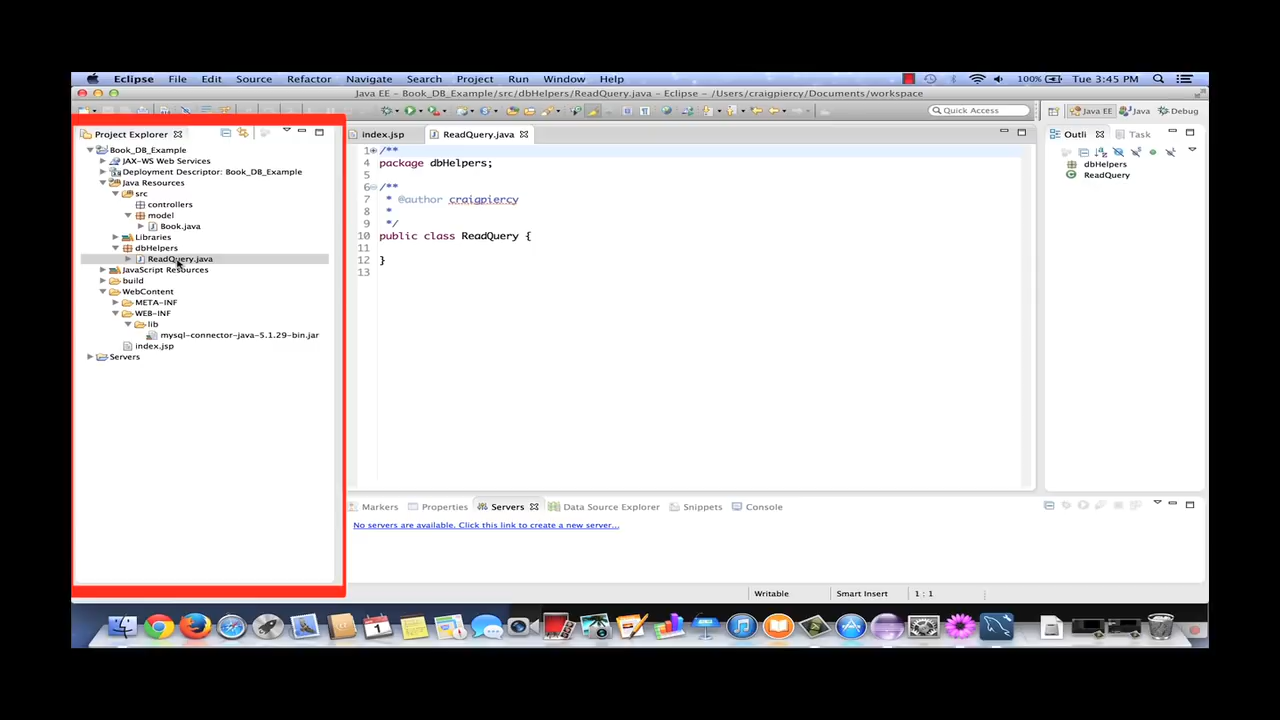 Eclipse File Edit Source Refactor Navigate Search Project Run Window Help 100% Tue 3:45 PM
Java EE - Book_DB_Example/src/dbHelpers/ReadQuery.java - Eclipse - /Users/craigpiercy/Documents/workspace
Quick Access Java EE Java Debug
Project Explorer
Book_DB_Example
JAX-WS Web Services
Deployment Descriptor: Book_DB_Example
Java Resources
src
controllers
model
Book.java
Libraries
dbHelpers
ReadQuery.java
JavaScript Resources
build
WebContent
META-INF
WEB-INF
lib
mysql-connector-java-5.1.29-bin.jar
index.jsp
Servers
index.jsp ReadQuery.java
1 /**
4 package dbHelpers;
5
6 /**
7 * @author craigpiercy
8 *
9 */
10 public class ReadQuery {
11
12 }
13
Outli Task
dbHelpers
ReadQuery
Markers Properties Servers Data Source Explorer Snippets Console
No servers are available. Click this link to create a new server...
Writable Smart Insert 1 : 1